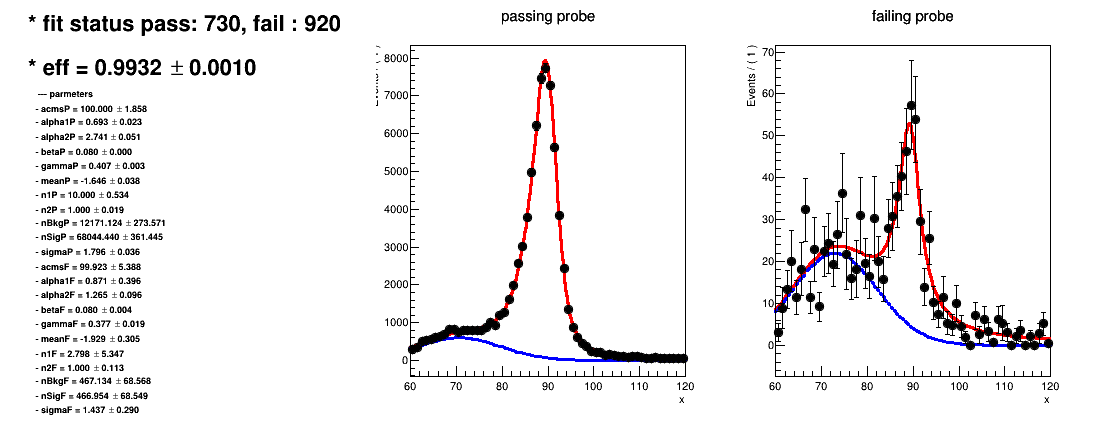 * fit status pass: 730, fail : 920
* eff = 0.9932 ± 0.0010
--- parmeters
- acmsP = 100.000 ± 1.858
- alpha1P = 0.693 ± 0.023
- alpha2P = 2.741 ± 0.051
- betaP = 0.080 ± 0.000
- gammaP = 0.407 ± 0.003
- meanP = -1.646 ± 0.038
- n1P = 10.000 ± 0.534
- n2P = 1.000 ± 0.019
- nBkgP = 12171.124 ± 273.571
- nSigP = 68044.440 ± 361.445
- sigmaP = 1.796 ± 0.036
- acmsF = 99.923 ± 5.388
- alpha1F = 0.871 ± 0.396
- alpha2F = 1.265 ± 0.096
- betaF = 0.080 ± 0.004
- gammaF = 0.377 ± 0.019
- meanF = -1.929 ± 0.305
- n1F = 2.798 ± 5.347
- n2F = 1.000 ± 0.113
- nBkgF = 467.134 ± 68.568
- nSigF = 466.954 ± 68.549
- sigmaF = 1.437 ± 0.290
passing probe
8000
7000
6000
5000
4000
3000
2000
1000
0
60 70 80 90 100 110 120
x
failing probe
Events / ( 1 )
70
60
50
40
30
20
10
0
60 70 80 90 100 110 120
x